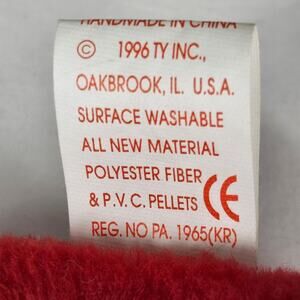 HANDMADE IN CHINA
© 1996 TY INC.,
OAKBROOK, IL. U.S.A.
SURFACE WASHABLE
ALL NEW MATERIAL
POLYESTER FIBER
& P.V.C. PELLETS CE
REG. NO PA. 1965(KR)